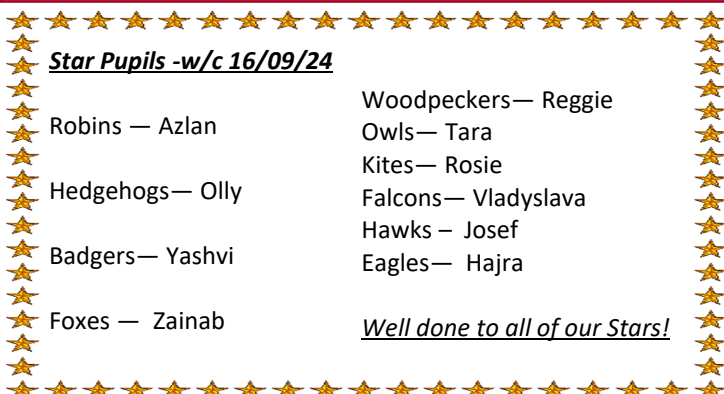 Star Pupils -w/c 16/09/24
Robins — Azlan
Hedgehogs— Olly
Badgers— Yashvi
Foxes — Zainab
Woodpeckers— Reggie
Owls— Tara
Kites— Rosie
Falcons— Vladyslava
Hawks – Josef
Eagles— Hajra
Well done to all of our Stars!